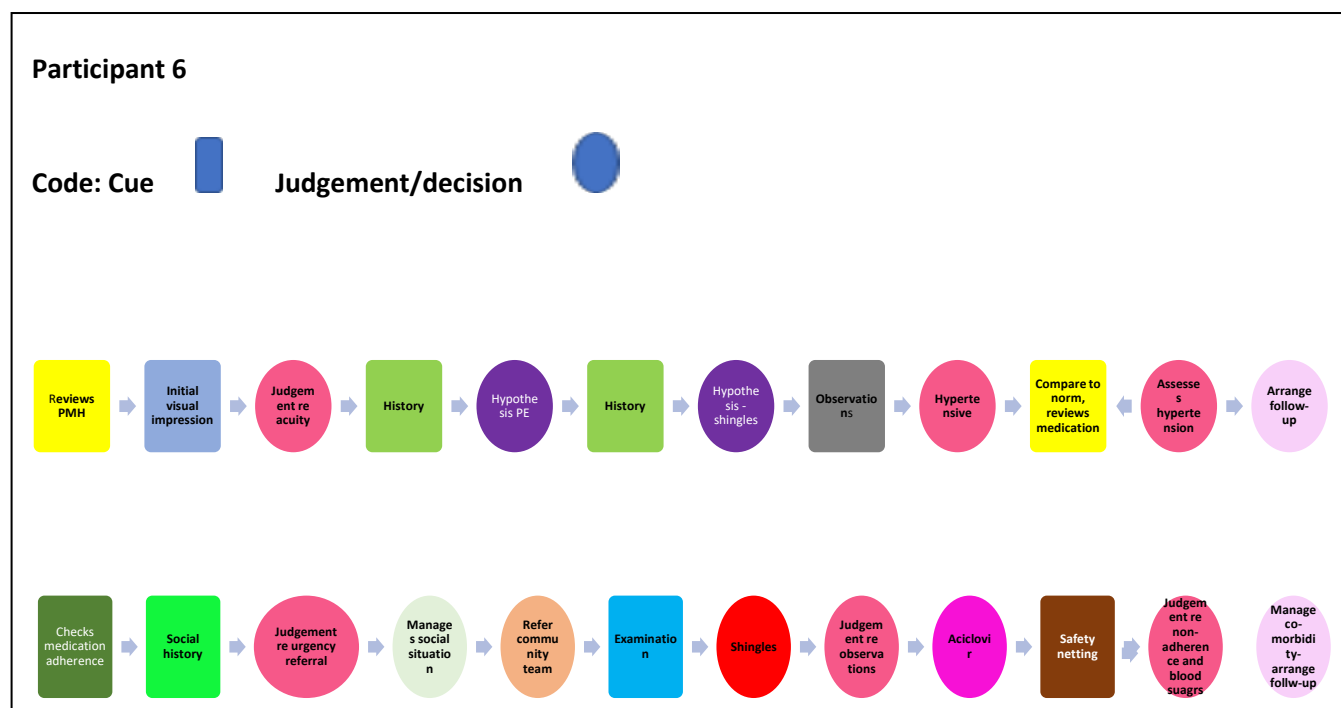 Participant 6
Code: Cue Judgement/decision
Reviews
PMH
Initial
visual
impression
Judgem
ent re
acuity
History
Hypothe
sis PE
History
Hypothe
sis -
shingles
Observatio
ns
Hyperte
nsive
Compare to
norm,
reviews
medication
Assesse
s
hyperte
nsion
Arrange
follow-
up
Checks
medication
adherence
Social
history
Judgement
re urgency
referral
Manage
s social
situatio
n
Refer
commu
nity
team
Examinatio
n
Shingles
Judgem
ent re
observa
tions
Aciclovi
r
Safety
netting
Judgem
ent re
non-
adheren
ce and
blood
suagrs
Manage
co-
morbidi
ty-
arrange
follw-up